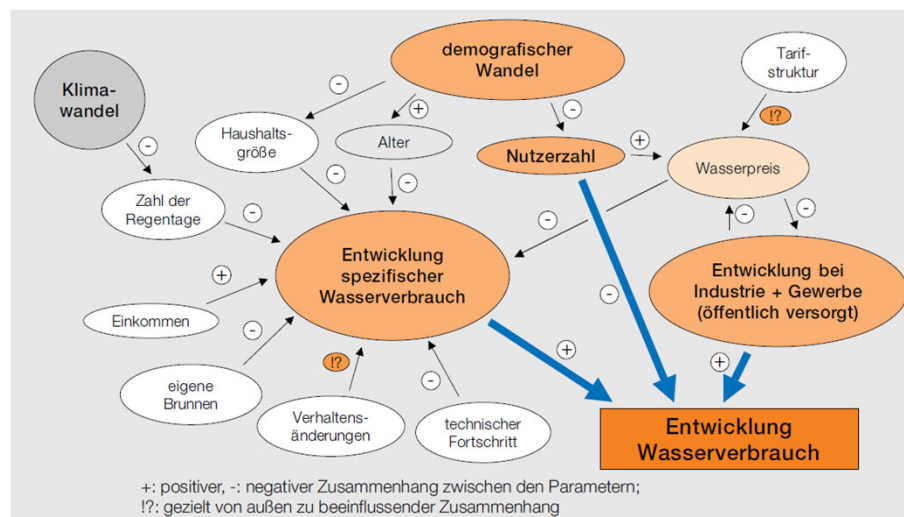 demografischer
Wandel
Tarif-
struktur
Klima-
wandel
-
+
-
!?
Haushalts-
größe
Alter
Nutzerzahl
+
Wasserpreis
-
-
-
Zahl der
Regentage
-
-
-
-
Entwicklung
spezifischer
Wasserverbrauch
Entwicklung bei
Industrie + Gewerbe
(öffentlich versorgt)
+
Einkommen
-
-
eigene
Brunnen
!?
-
+
+
Verhaltens-
änderungen
technischer
Fortschritt
Entwicklung
Wasserverbrauch
+: positiver, -: negativer Zusammenhang zwischen den Parametern;
!?: gezielt von außen zu beeinflussender Zusammenhang